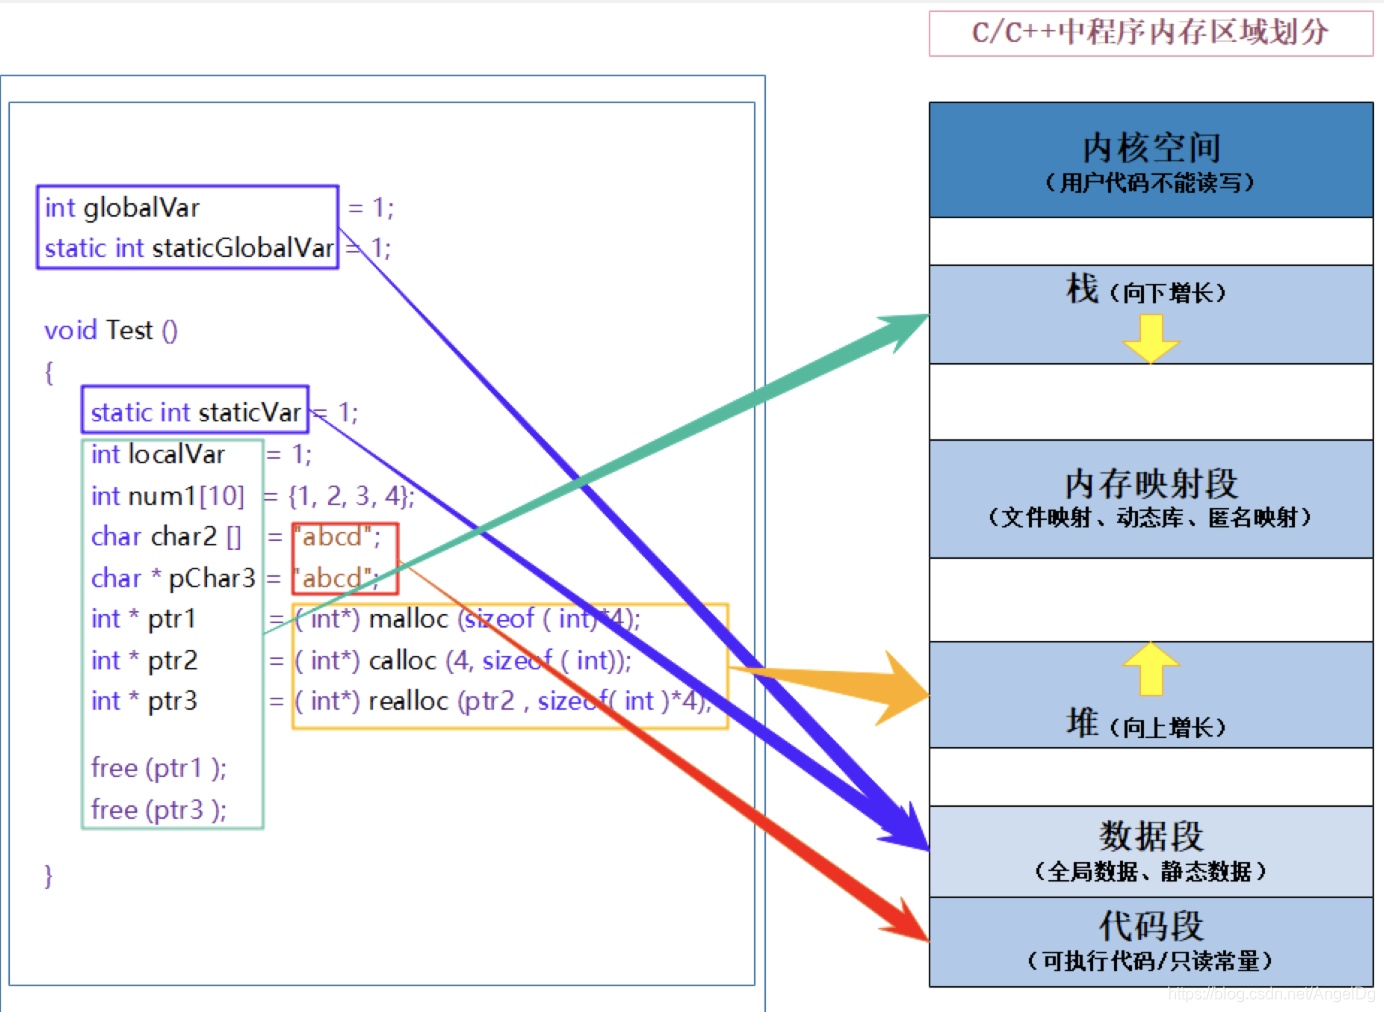 C/C++中程序内存区域划分
int globalVar = 1;
static int staticGlobalVar = 1;
void Test ()
{
static int staticVar = 1;
int localVar = 1;
int num1[10] = {1, 2, 3, 4};
char char2 [] = "abcd";
char * pChar3 = "abcd";
int * ptr1 = ( int*) malloc (sizeof ( int)*4);
int * ptr2 = ( int*) calloc (4, sizeof ( int));
int * ptr3 = ( int*) realloc (ptr2 , sizeof( int )*4);
free (ptr1 );
free (ptr3 );
}
内核空间
（用户代码不能读写）
栈（向下增长）
内存映射段
（文件映射、动态库、匿名映射）
堆（向上增长）
数据段
（全局数据、静态数据）
代码段
（可执行代码/只读常量）
https://blog.csdn.net/AngelDg